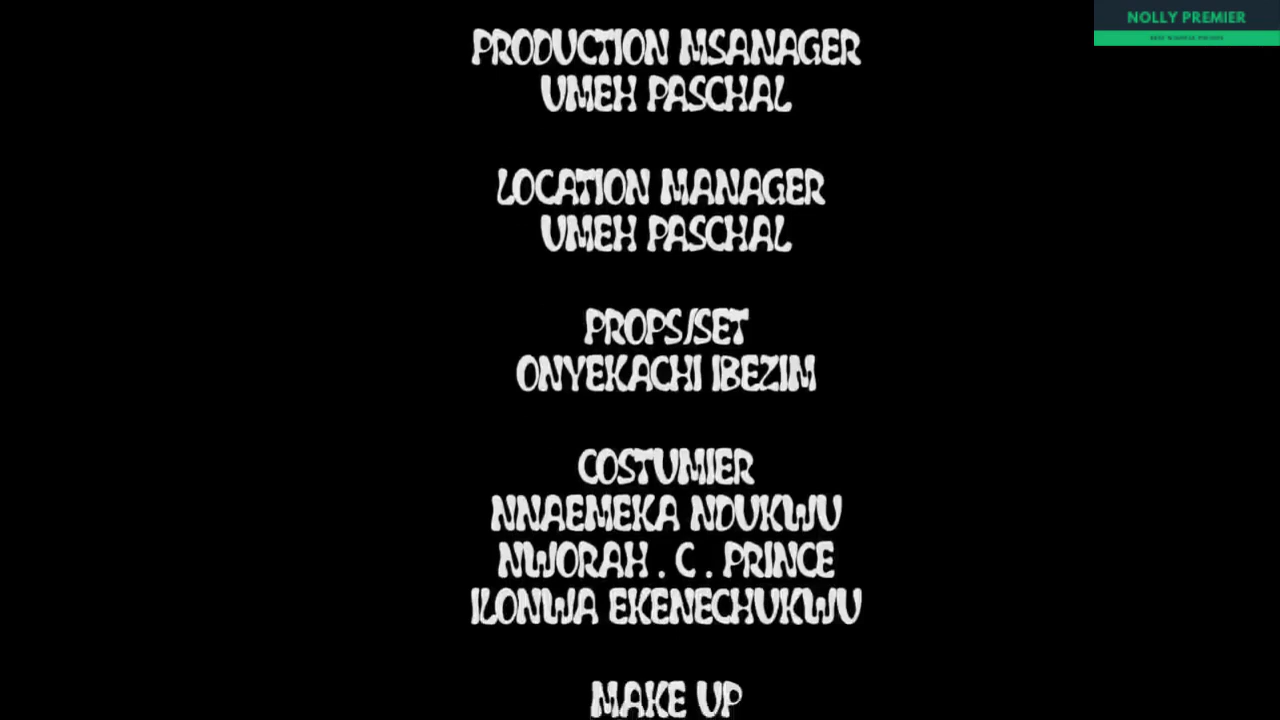 NOLLY PREMIER
PRODUCTION MSANAGER
UMEH PASCHAL
LOCATION MANAGER
UMEH PASCHAL
PROPS/SET
ONYEKACHI IBEZIM
COSTUMIER
NNAEMEKA NDUKWU
NWORAH . C . PRINCE
ILONWA EKENECHUKWU
MAKE UP